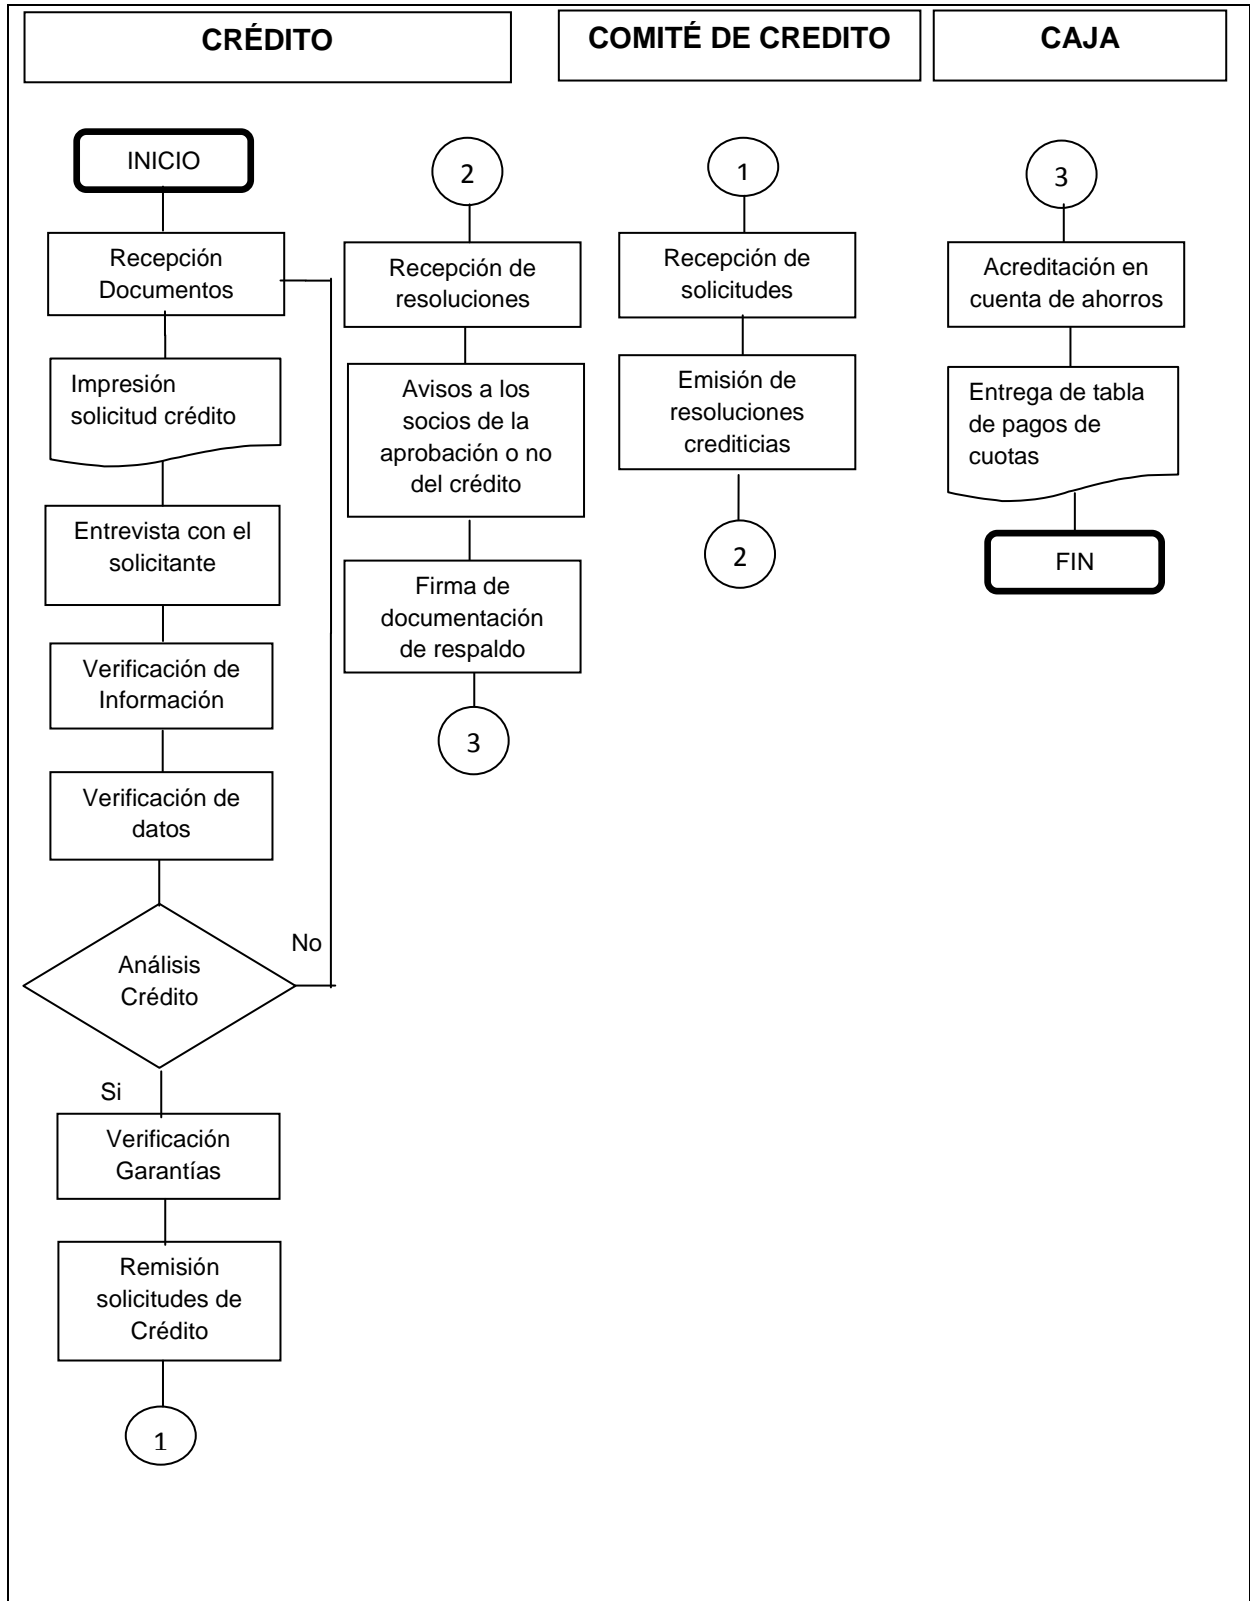 CRÉDITO
COMITÉ DE CREDITO
CAJA
INICIO
Recepción
Documentos
Impresión
solicitud crédito
Entrevista con el
solicitante
Verificación de
Información
Verificación de
datos
Análisis
Crédito
No
Si
Verificación
Garantías
Remisión
solicitudes de
Crédito
1
2
Recepción de
resoluciones
Avisos a los
socios de la
aprobación o no
del crédito
Firma de
documentación
de respaldo
3
1
Recepción de
solicitudes
Emisión de
resoluciones
crediticias
2
3
Acreditación en
cuenta de ahorros
Entrega de tabla
de pagos de
cuotas
FIN